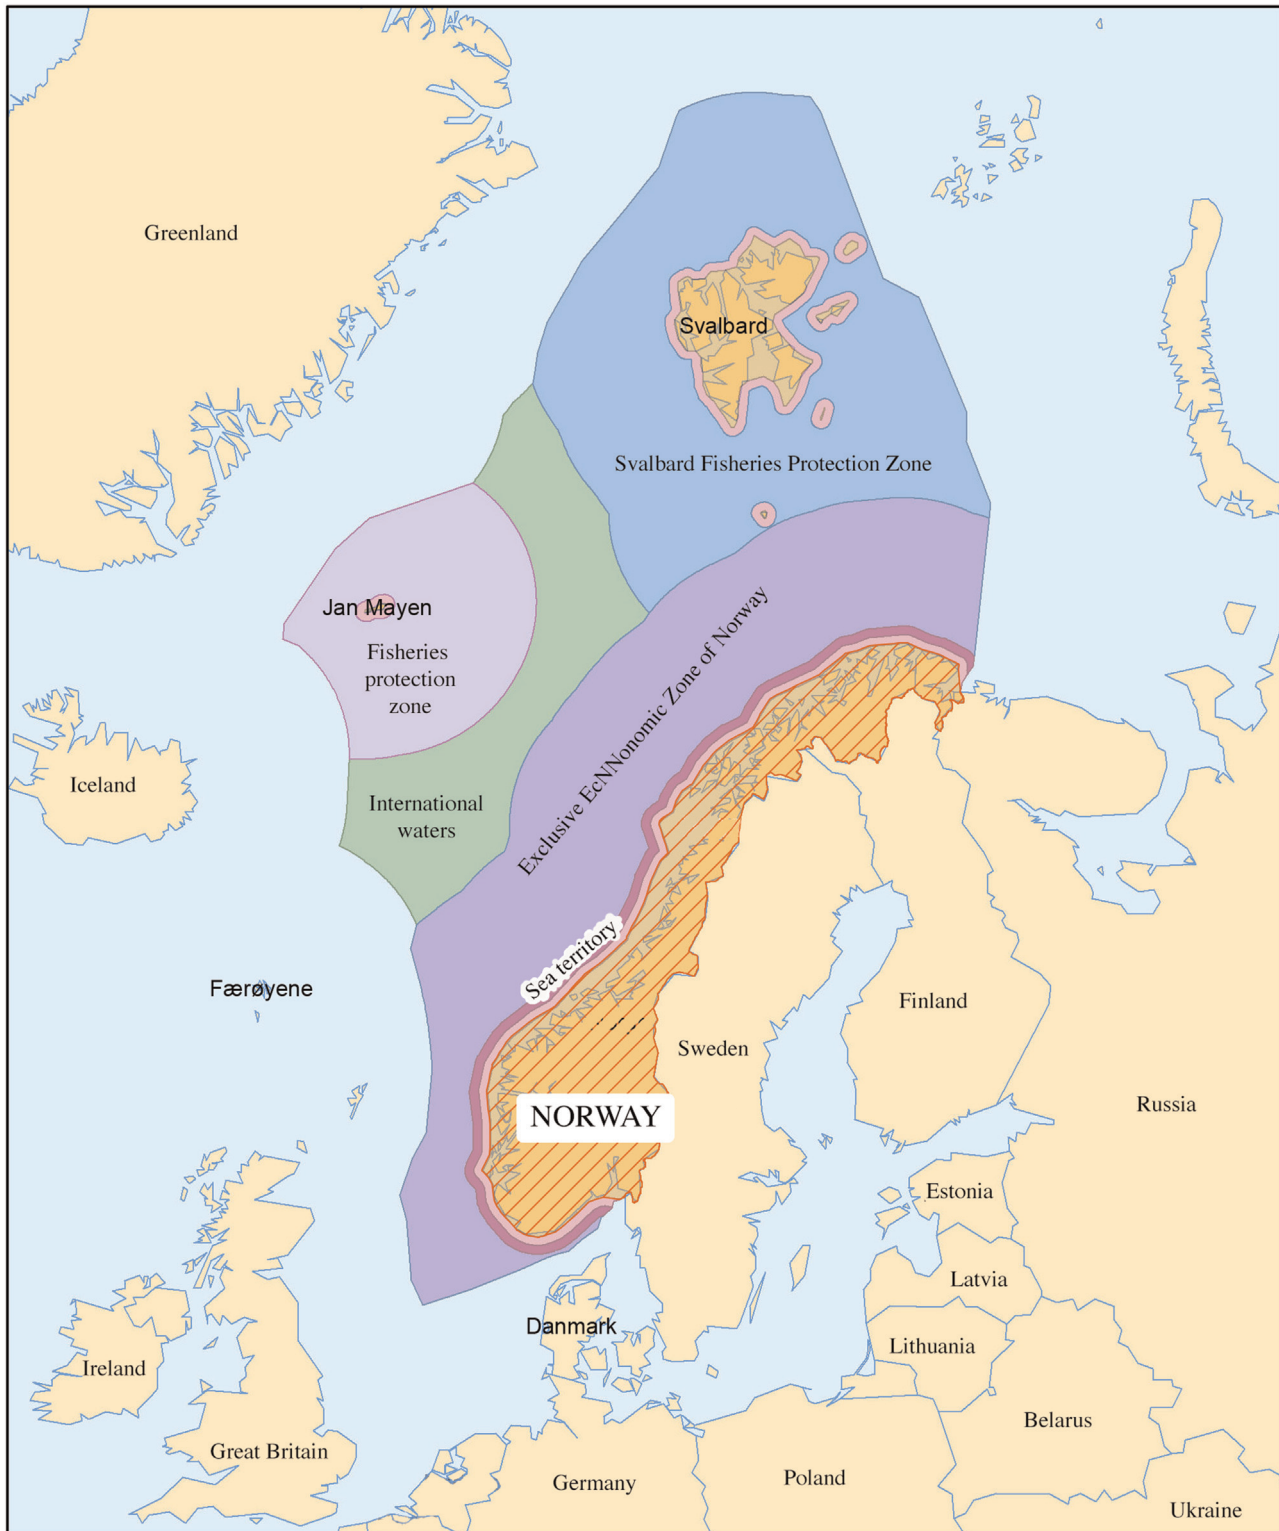 Greenland
Svalbard
Svalbard Fisheries Protection Zone
Jan Mayen
Fisheries
protection
zone
Exclusive EcNNonomic Zone of Norway
Iceland
International
waters
Sea territory
Færøyene
Finland
Sweden
NORWAY
Russia
Estonia
Latvia
Danmark
Lithuania
Ireland
Belarus
Great Britain
Germany
Poland
Ukraine